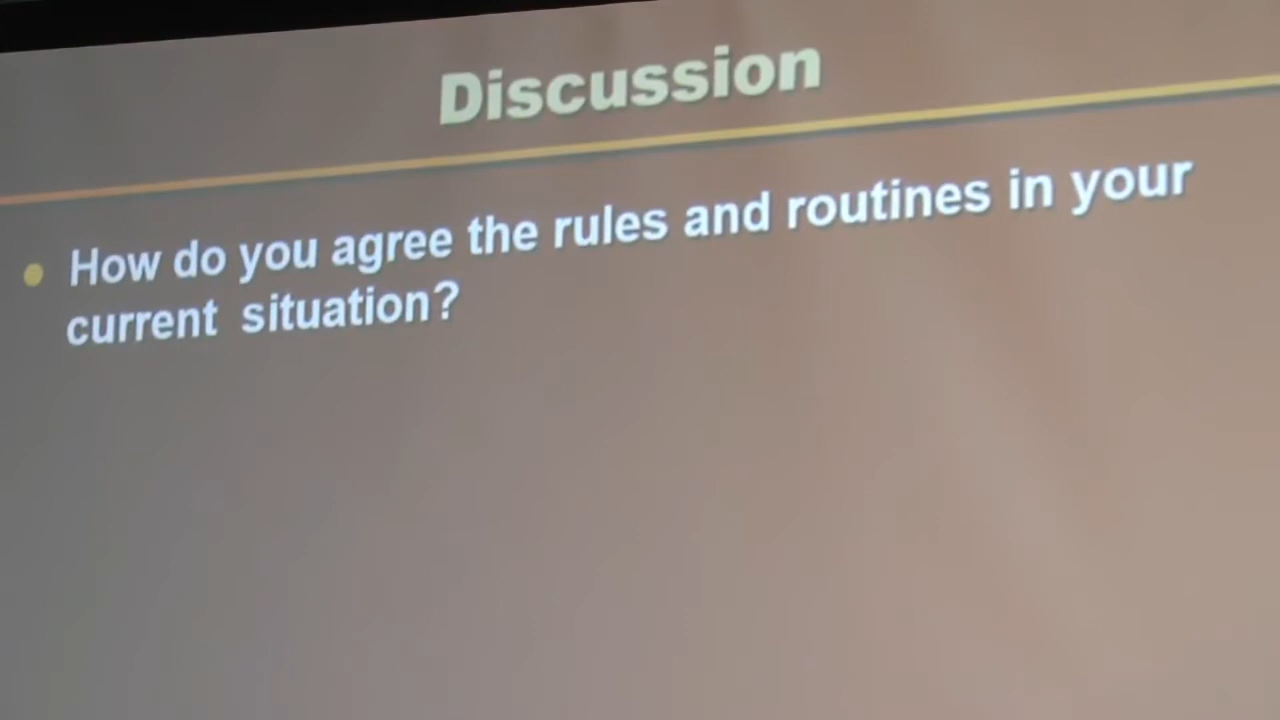 Discussion
How do you agree the rules and routines in your
current situation?